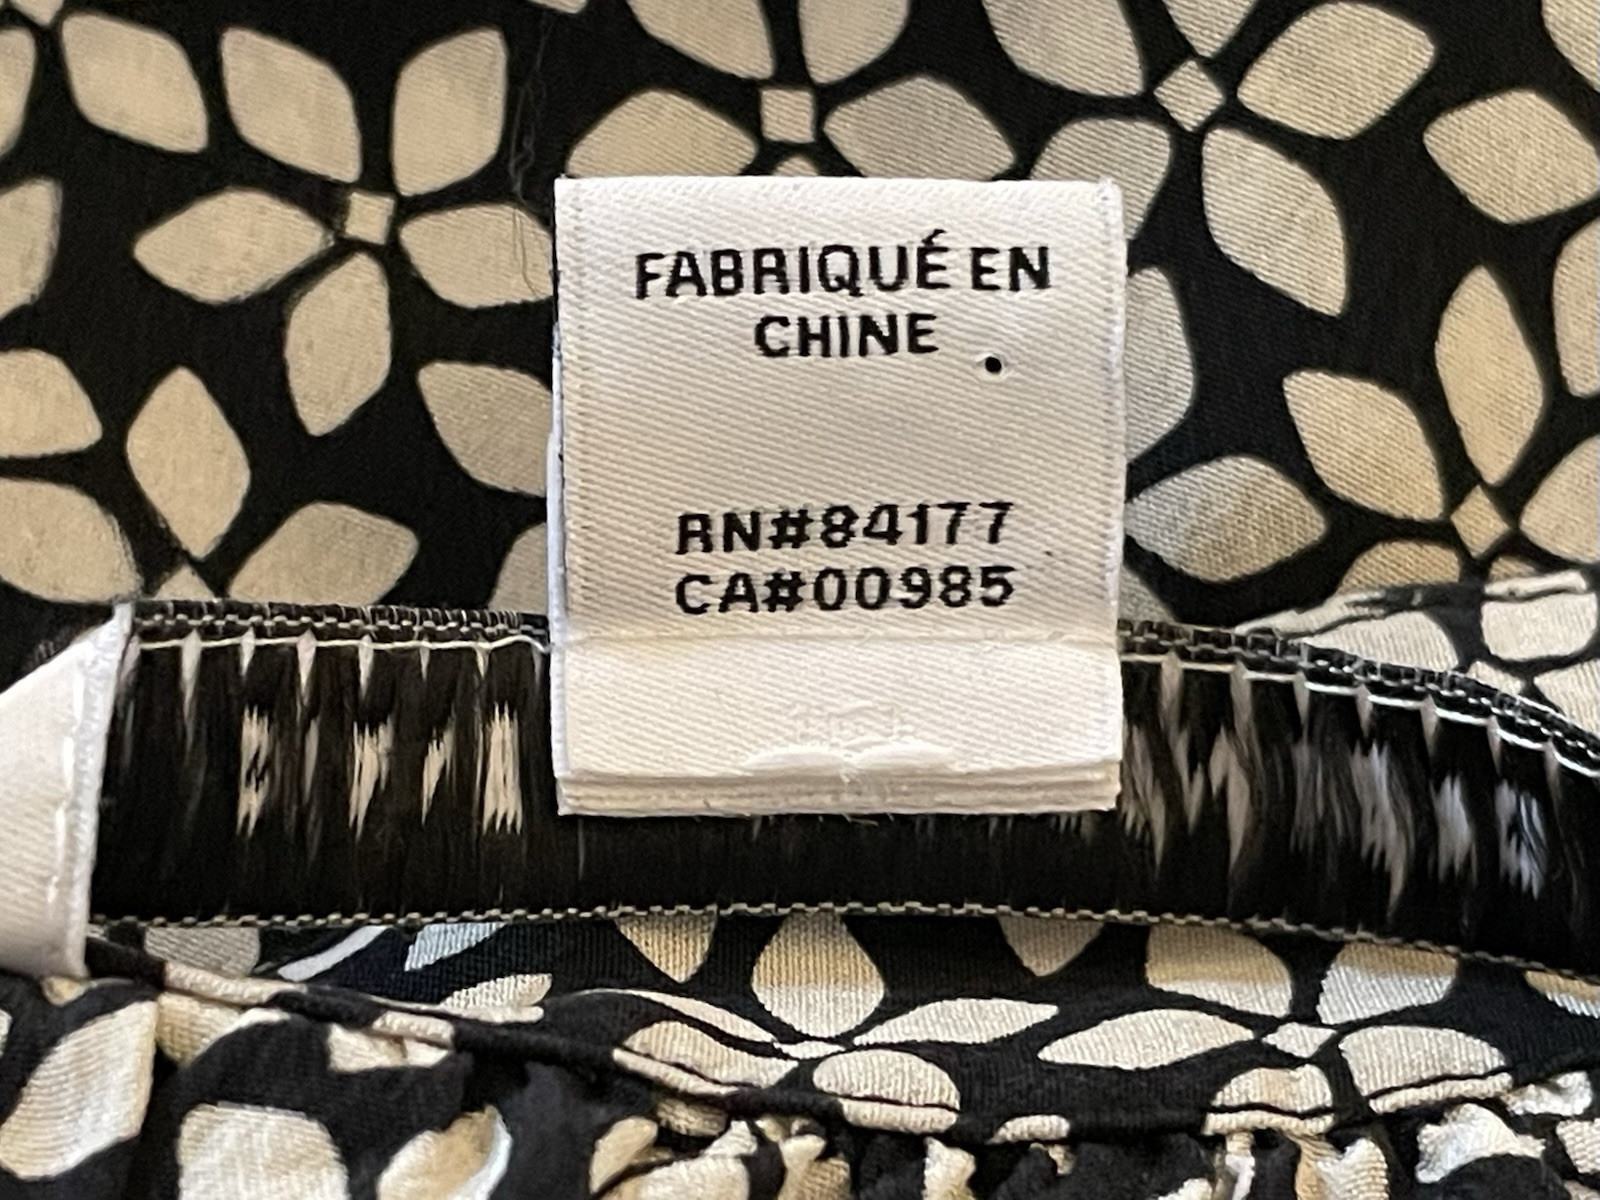 FABRIQUÉ EN
CHINE
RN#84177
CA#00985